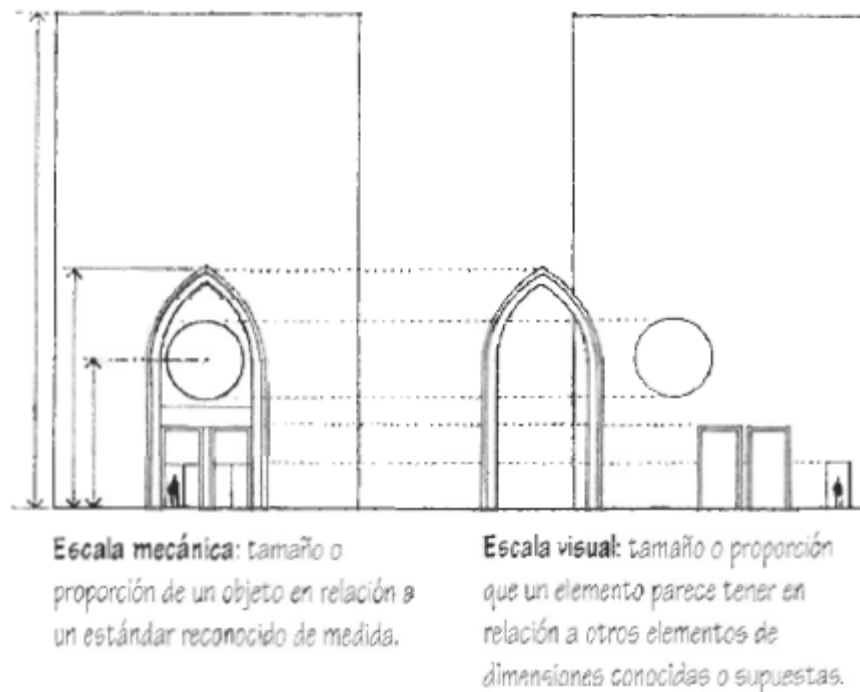 Escala mecánica: tamaño o
proporción de un objeto en relación a
un estándar reconocido de medida.
Escala visual: tamaño o proporción
que un elemento parece tener en
relación a otros elementos de
dimensiones conocidas o supuestas.